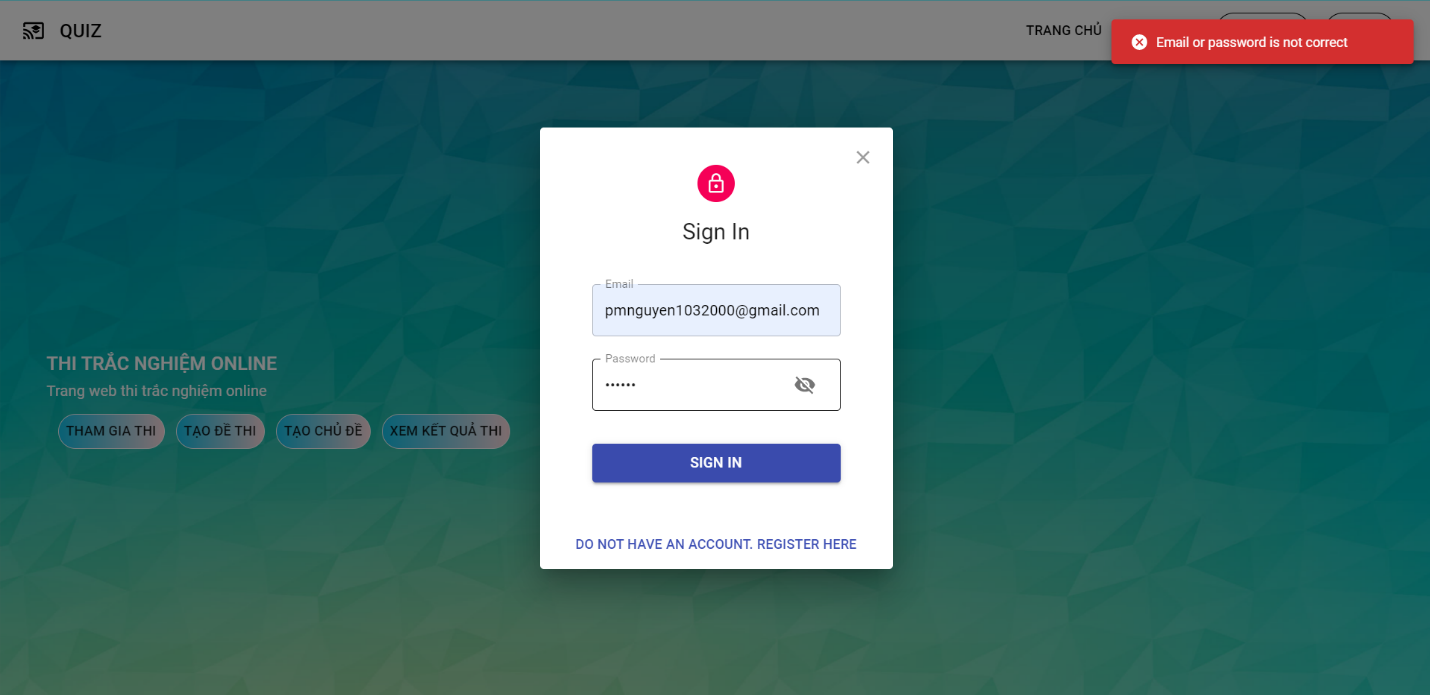 QUIZ
TRANG CHỦ
Email or password is not correct
Sign In
Email
pmnguyen1032000@gmail.com
Password
••••••
SIGN IN
DO NOT HAVE AN ACCOUNT. REGISTER HERE
THI TRẮC NGHIỆM ONLINE
Trang web thi trắc nghiệm online
THAM GIA THI
TẠO ĐỀ THI
TẠO CHỦ ĐỀ
XEM KẾT QUẢ THI